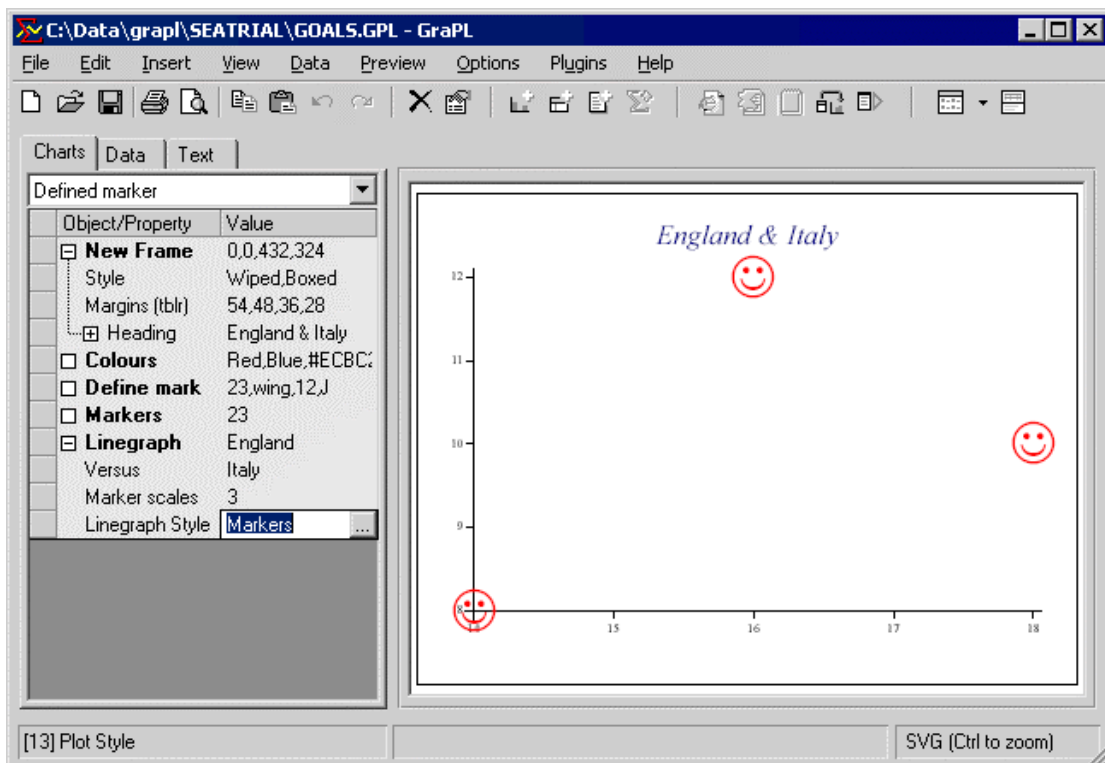 C:\Data\grapl\SEATRIAL\GOALS.GPL - GraPL
File Edit Insert View Data Preview Options Plugins Help
Charts Data Text
Defined marker
Object/Property Value
New Frame 0,0,432,324
Style Wiped,Boxed
Margins (tblr) 54,48,36,28
Heading England & Italy
Colours Red,Blue,#ECBC
Define mark 23,wing,12,J
Markers 23
Linegraph England
Versus Italy
Marker scales 3
Linegraph Style Markers ...
England & Italy
12
11
10
9
8
14 15 16 17 18
[13] Plot Style
SVG (Ctrl to zoom)